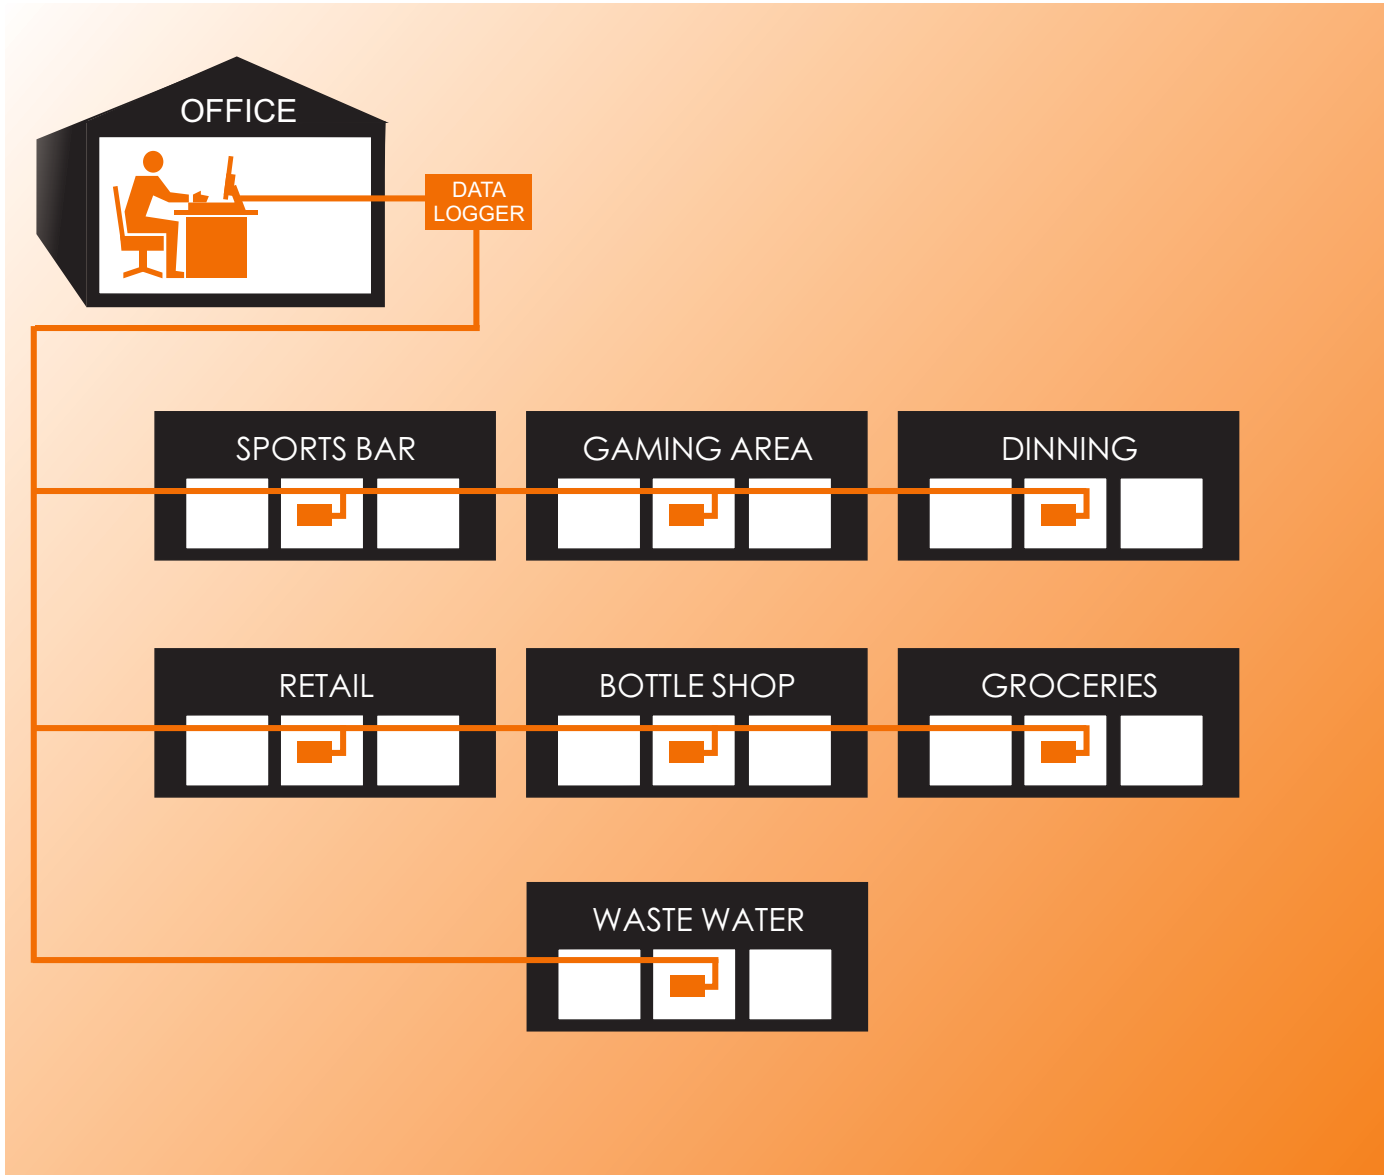 OFFICE
DATA
LOGGER
SPORTS BAR
GAMING AREA
DINNING
RETAIL
BOTTLE SHOP
GROCERIES
WASTE WATER